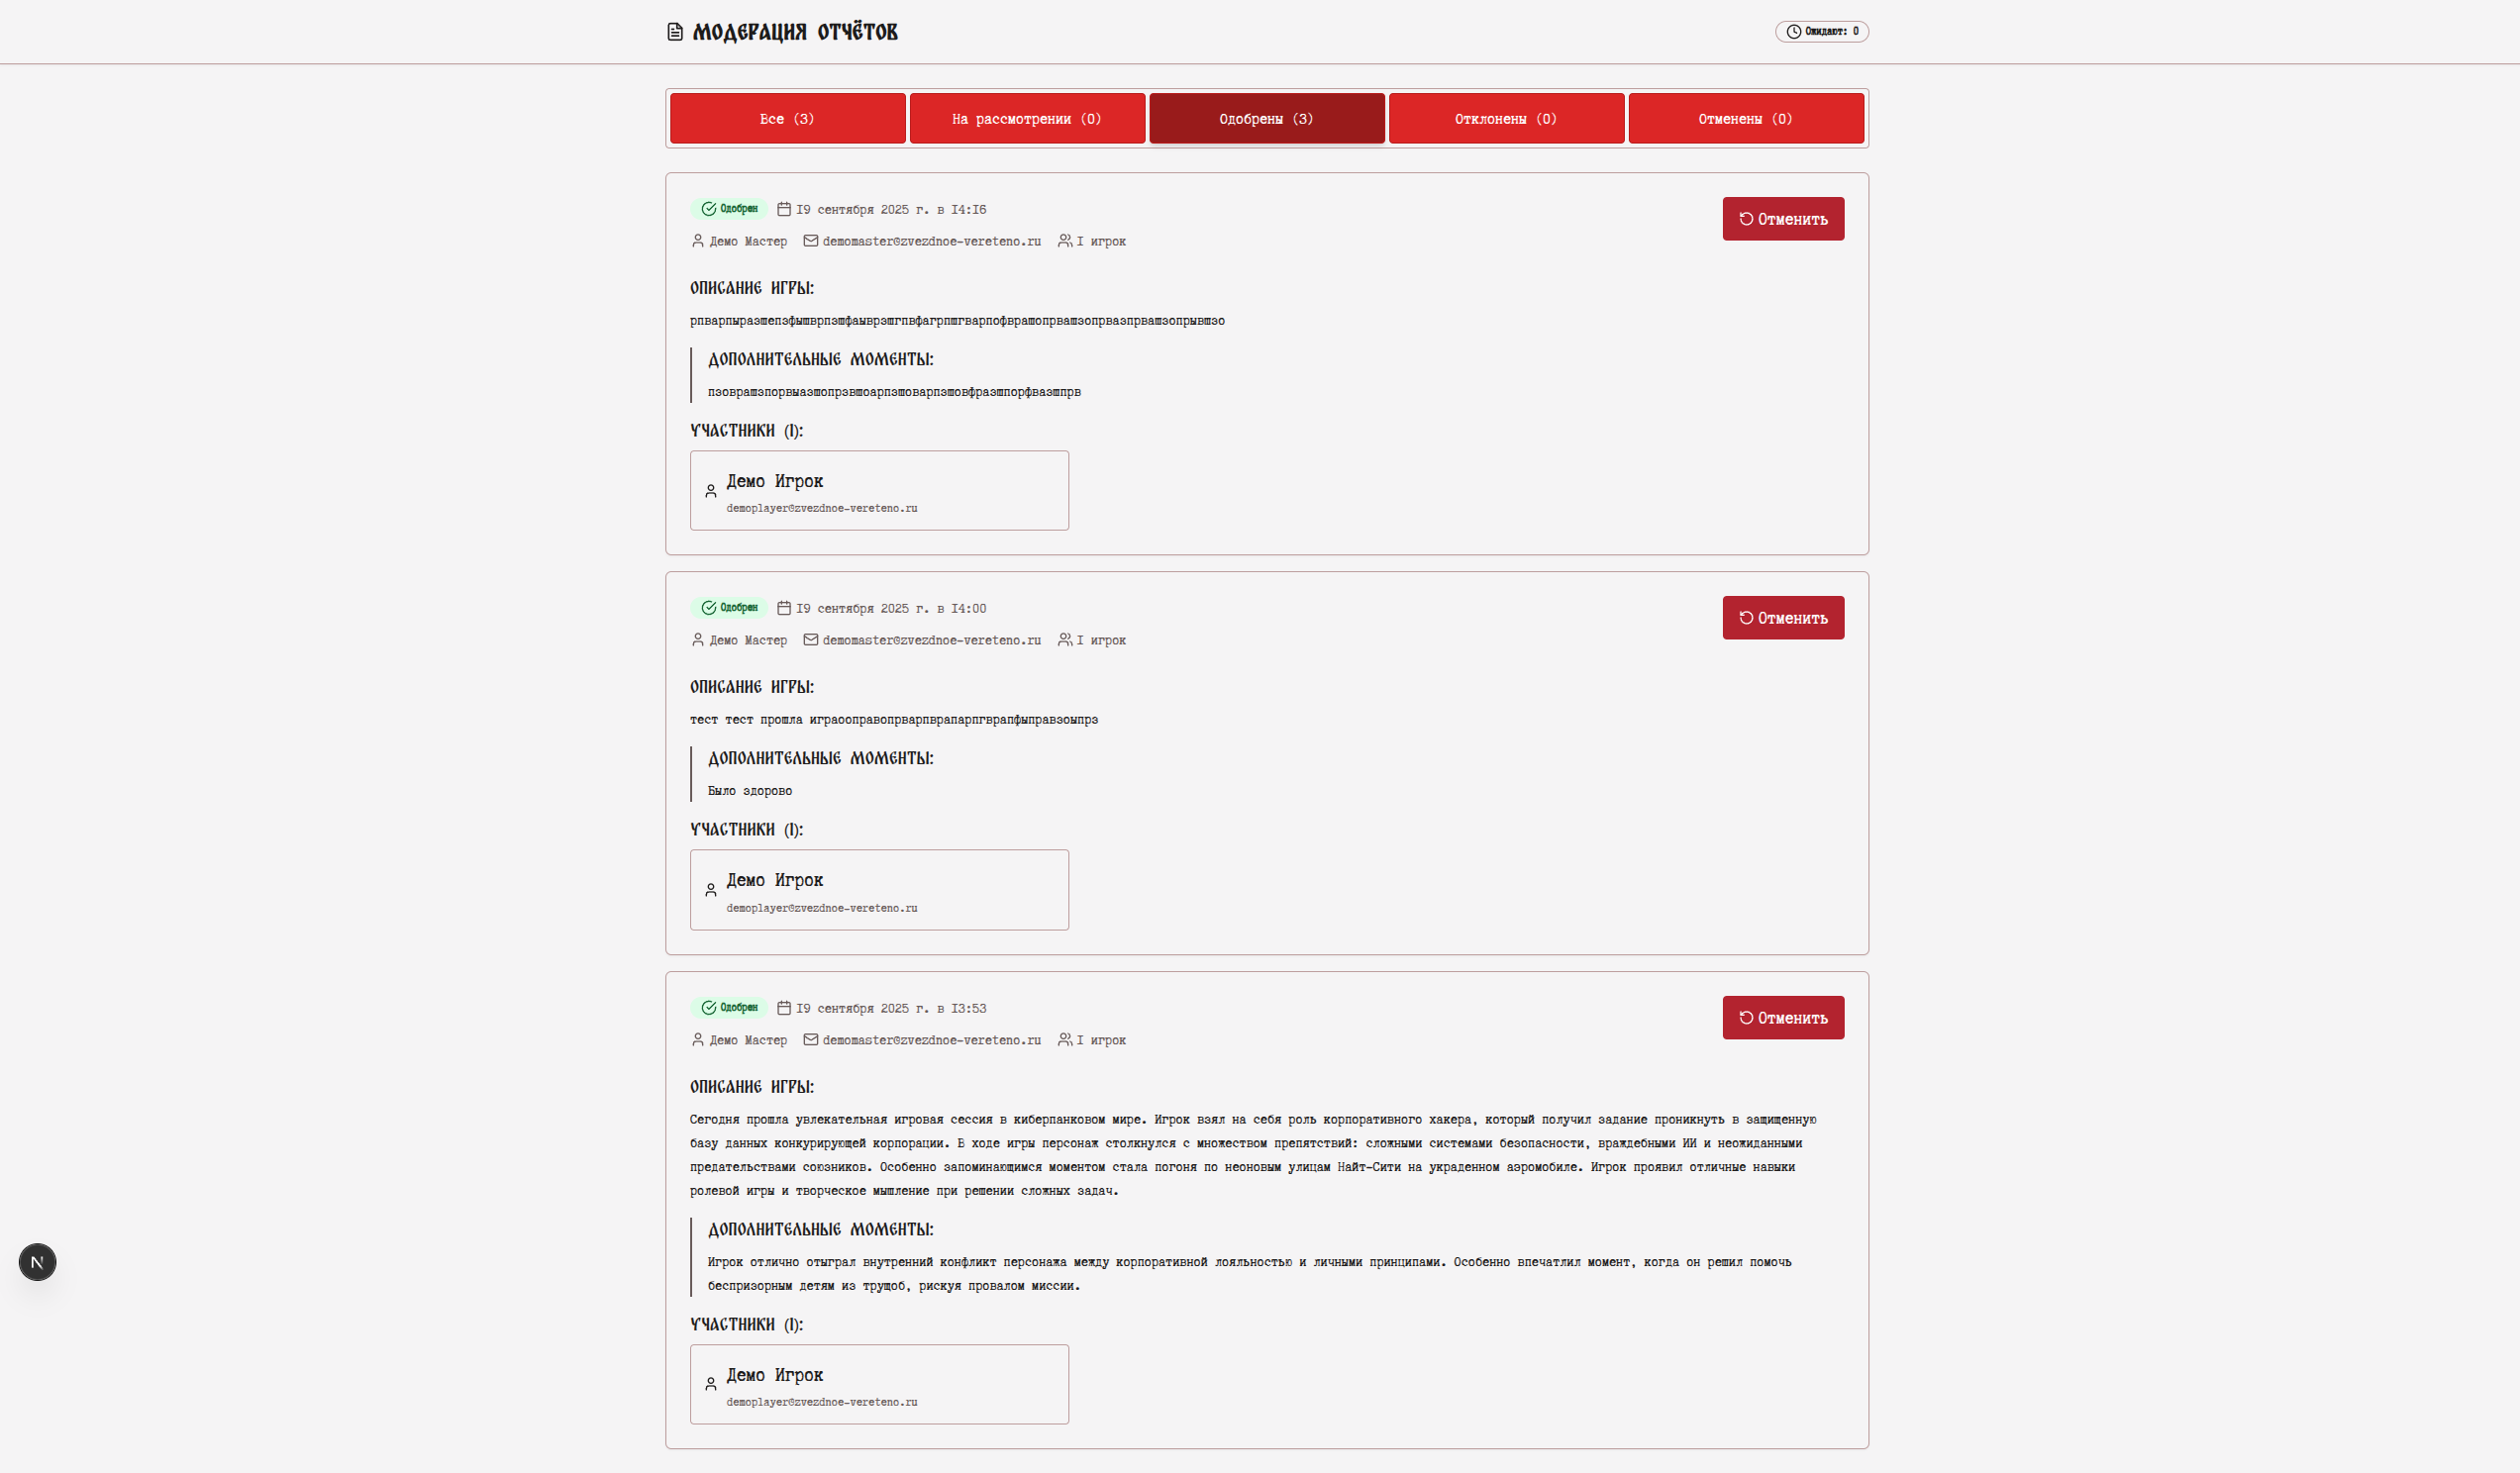 МОДЕРАЦИЯ ОТЧЁТОВ
Ожидают: 0
Все (3)
На рассмотрении (0)
Одобрены (3)
Отклонены (0)
Отменены (0)
Одобрен 19 сентября 2025 г. в 14:16
Отменить
Демо Мастер demomaster@zvezdnoe-vereteno.ru 1 игрок
ОПИСАНИЕ ИГРЫ:
ДОПОЛНИТЕЛЬНЫЕ МОМЕНТЫ:
УЧАСТНИКИ (1):
Демо Игрок
demoplayer@zvezdnoe-vereteno.ru
Одобрен 19 сентября 2025 г. в 14:00
Отменить
Демо Мастер demomaster@zvezdnoe-vereteno.ru 1 игрок
ОПИСАНИЕ ИГРЫ:
тест тест прошла
ДОПОЛНИТЕЛЬНЫЕ МОМЕНТЫ:
Было здорово
УЧАСТНИКИ (1):
Демо Игрок
demoplayer@zvezdnoe-vereteno.ru
Одобрен 19 сентября 2025 г. в 13:53
Отменить
Демо Мастер demomaster@zvezdnoe-vereteno.ru 1 игрок
ОПИСАНИЕ ИГРЫ:
Сегодня прошла увлекательная игровая сессия в киберпанковом мире. Игрок взял на себя роль корпоративного хакера, который получил задание проникнуть в защищенную
базу данных конкурирующей корпорации. В ходе игры персонаж столкнулся с множеством препятствий: сложными системами безопасности, враждебными ИИ и неожиданными
предательствами союзников. Особенно запоминающимся моментом стала погоня по неоновым улицам Найт-Сити на украденном аэромобиле. Игрок проявил отличные навыки
ролевой игры и творческое мышление при решении сложных задач.
ДОПОЛНИТЕЛЬНЫЕ МОМЕНТЫ:
Игрок отлично отыграл внутренний конфликт персонажа между корпоративной лояльностью и личными принципами. Особенно впечатлил момент, когда он решил помочь
беспризорным детям из трущоб, рискуя провалом миссии.
УЧАСТНИКИ (1):
Демо Игрок
demoplayer@zvezdnoe-vereteno.ru
N